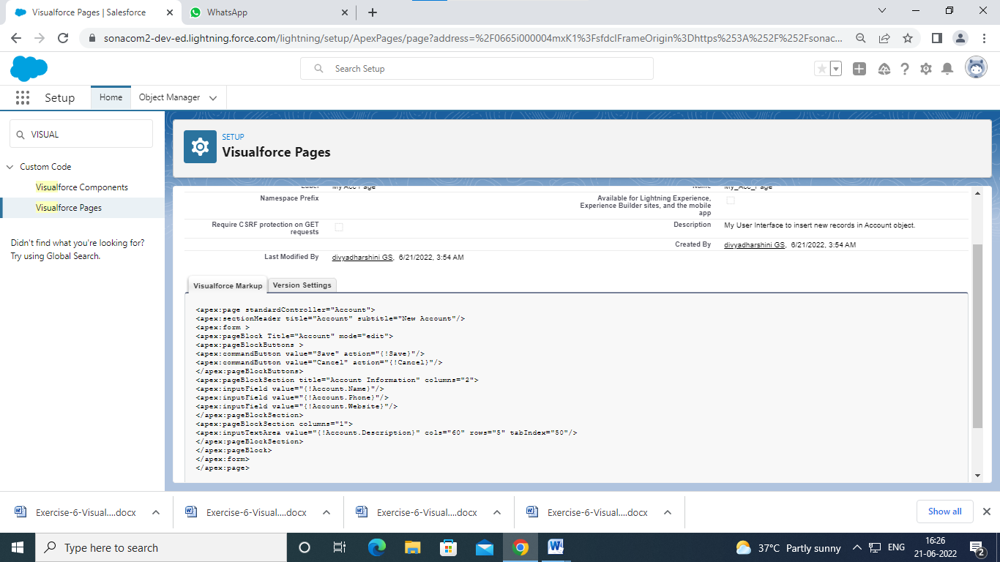 Visualforce Pages | Salesforce
WhatsApp
sonacom2-dev-ed.lightning.force.com/lightning/setup/ApexPages/page?address=%2F0665i000004mxK1%3FsfdcIFrameOrigin%3Dhttps%253A%252F%252Fsonac...
Search Setup
Setup
Home
Object Manager
VISUAL
Custom Code
Visualforce Components
Visualforce Pages
Didn't find what you're looking for?
Try using Global Search.
SETUP
Visualforce Pages
Label My Acc Page Name My_Acc_Page
Namespace Prefix
Available for Lightning Experience,
Experience Builder sites, and the mobile
app
Require CSRF protection on GET
requests
Description My User Interface to insert new records in Account object.
Created By divyadharshini GS, 6/21/2022, 3:54 AM
Last Modified By divyadharshini GS, 6/21/2022, 3:54 AM
Visualforce Markup Version Settings
<apex:page standardController="Account">
<apex:sectionHeader title="Account" subtitle="New Account"/>
<apex:form >
<apex:pageBlock Title="Account" mode="edit">
<apex:pageBlockButtons >
<apex:commandButton value="Save" action="{!Save}"/>
<apex:commandButton value="Cancel" action="{!Cancel}"/>
</apex:pageBlockButtons>
<apex:pageBlockSection title="Account Information" columns="2">
<apex:inputField value="{!Account.Name}"/>
<apex:inputField value="{!Account.Phone}"/>
<apex:inputField value="{!Account.Website}"/>
</apex:pageBlockSection>
<apex:pageBlockSection columns="1">
<apex:inputTextArea value="{!Account.Description}" cols="60" rows="5" tabIndex="50"/>
</apex:pageBlockSection>
</apex:pageBlock>
</apex:form>
</apex:page>
Exercise-6-Visual....docx
Exercise-6-Visual....docx
Exercise-6-Visual....docx
Exercise-6-Visual....docx
Show all
Type here to search
37°C Partly sunny
ENG
16:26
21-06-2022
2